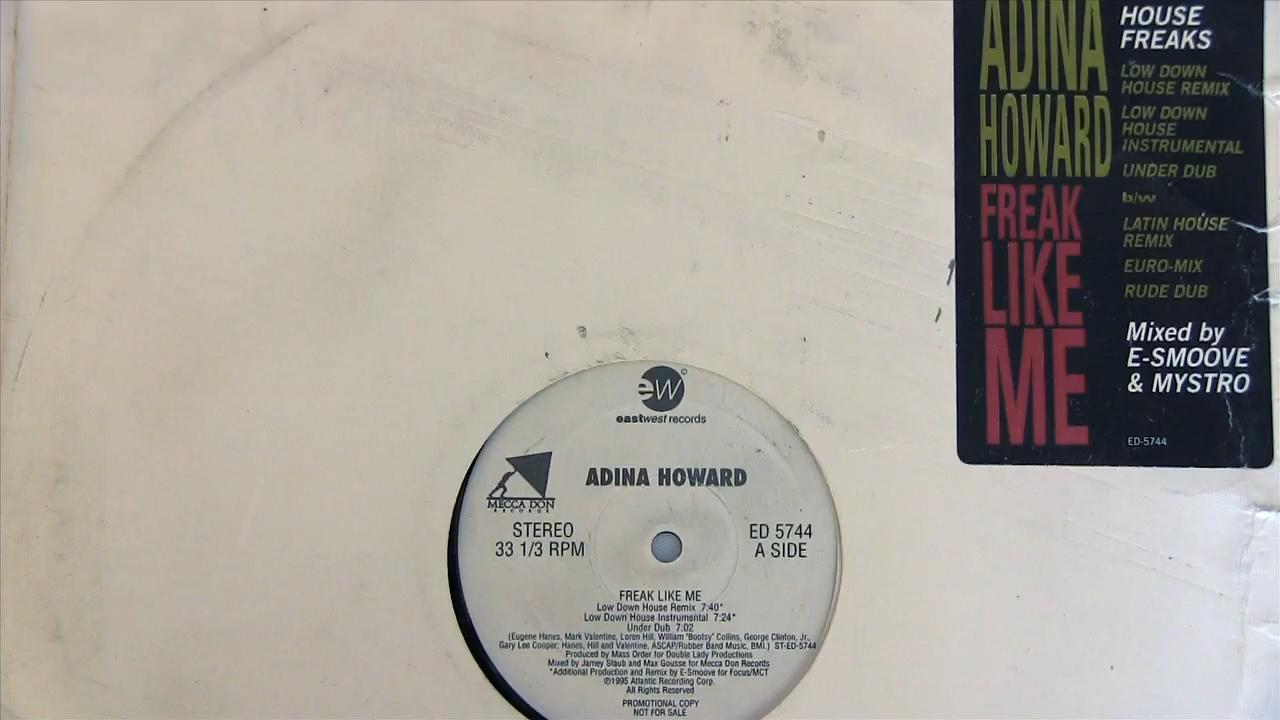 ADINA
HOWARD
FREAK
LIKE
ME
HOUSE
FREAKS
LOW DOWN
HOUSE REMIX
LOW DOWN
HOUSE
INSTRUMENTAL
UNDER DUB
b/w
LATIN HOUSE
REMIX
EURO-MIX
RUDE DUB
Mixed by
E-SMOOVE
& MYSTRO
ED-5744
ew©
eastwest records
MECCA DON
RECORDS
ADINA HOWARD
STEREO
33 1/3 RPM
ED 5744
A SIDE
FREAK LIKE ME
Low Down House Remix 7:40*
Low Down House Instrumental 7:24*
Under Dub 7:02
(Eugene Hanes, Mark Valentine, Loren Hill, William "Bootsy" Collins, George Clinton, Jr.,
Gary Lee Cooper; Hanes, Hill and Valentine, ASCAP/Rubber Band Music, BMI.) ST-ED-5744
Produced by Mass Order for Double Lady Productions
Mixed by Jamey Staub and Max Gousse for Mecca Don Records
*Additional Production and Remix by E-Smoove for Focus/MCT
℗1995 Atlantic Recording Corp.
All Rights Reserved
PROMOTIONAL COPY
NOT FOR SALE